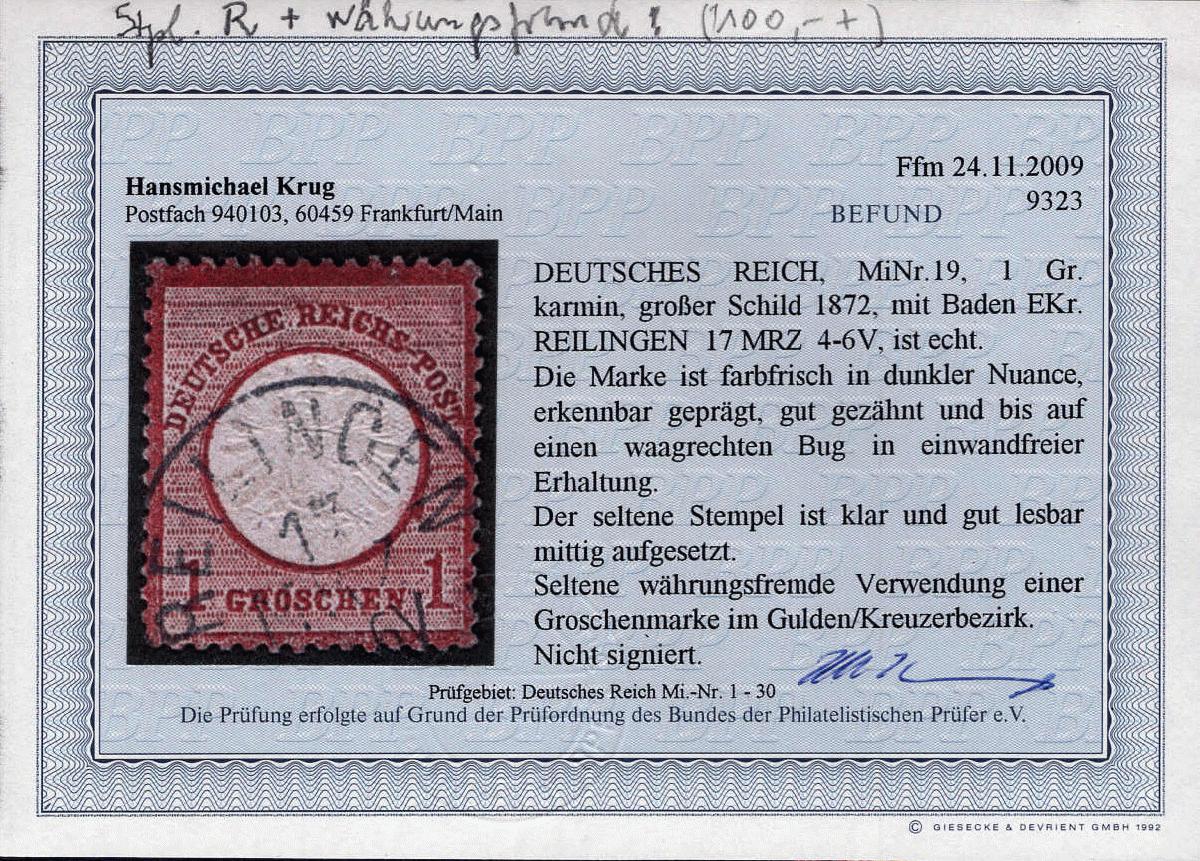 Stpl. R + währungsfremd! (1100,- +)
Ffm 24.11.2009
Hansmichael Krug
9323
Postfach 940103, 60459 Frankfurt/Main
BEFUND
DEUTSCHE REICHS-POST
REILINGEN
17
1 GROSCHEN 1
DEUTSCHES REICH, MiNr.19, 1 Gr.
karmin, großer Schild 1872, mit Baden EKr.
REILINGEN 17 MRZ 4-6V, ist echt.
Die Marke ist farbfrisch in dunkler Nuance,
erkennbar geprägt, gut gezähnt und bis auf
einen waagrechten Bug in einwandfreier
Erhaltung.
Der seltene Stempel ist klar und gut lesbar
mittig aufgesetzt.
Seltene währungsfremde Verwendung einer
Groschenmarke im Gulden/Kreuzerbezirk.
Nicht signiert.
Prüfgebiet: Deutsches Reich Mi.-Nr. 1 - 30
Die Prüfung erfolgte auf Grund der Prüfordnung des Bundes der Philatelistischen Prüfer e.V.
© GIESECKE & DEVRIENT GMBH 1992